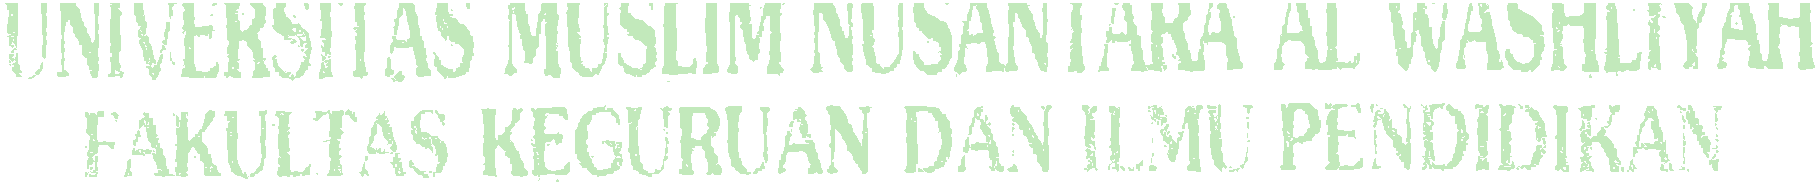 UNIVERSITAS MUSLIM NUSANTARA AL WASHLIYAH
FAKULTAS KEGURUAN DAN ILMU PENDIDIKAN